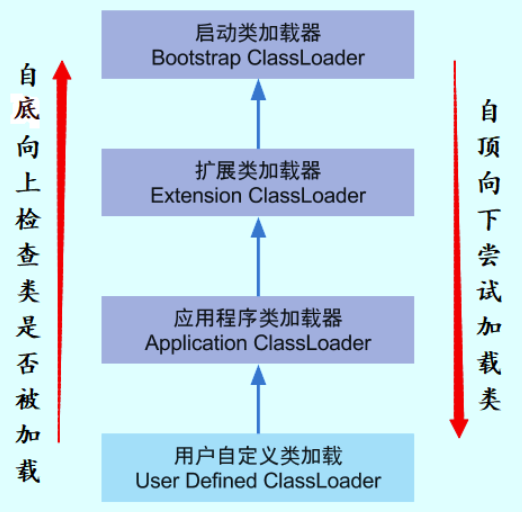 启动类加载器
Bootstrap ClassLoader
自底向上检查类是否被加载
扩展类加载器
Extension ClassLoader
自顶向下尝试加载类
应用程序类加载器
Application ClassLoader
用户自定义类加载
User Defined ClassLoader